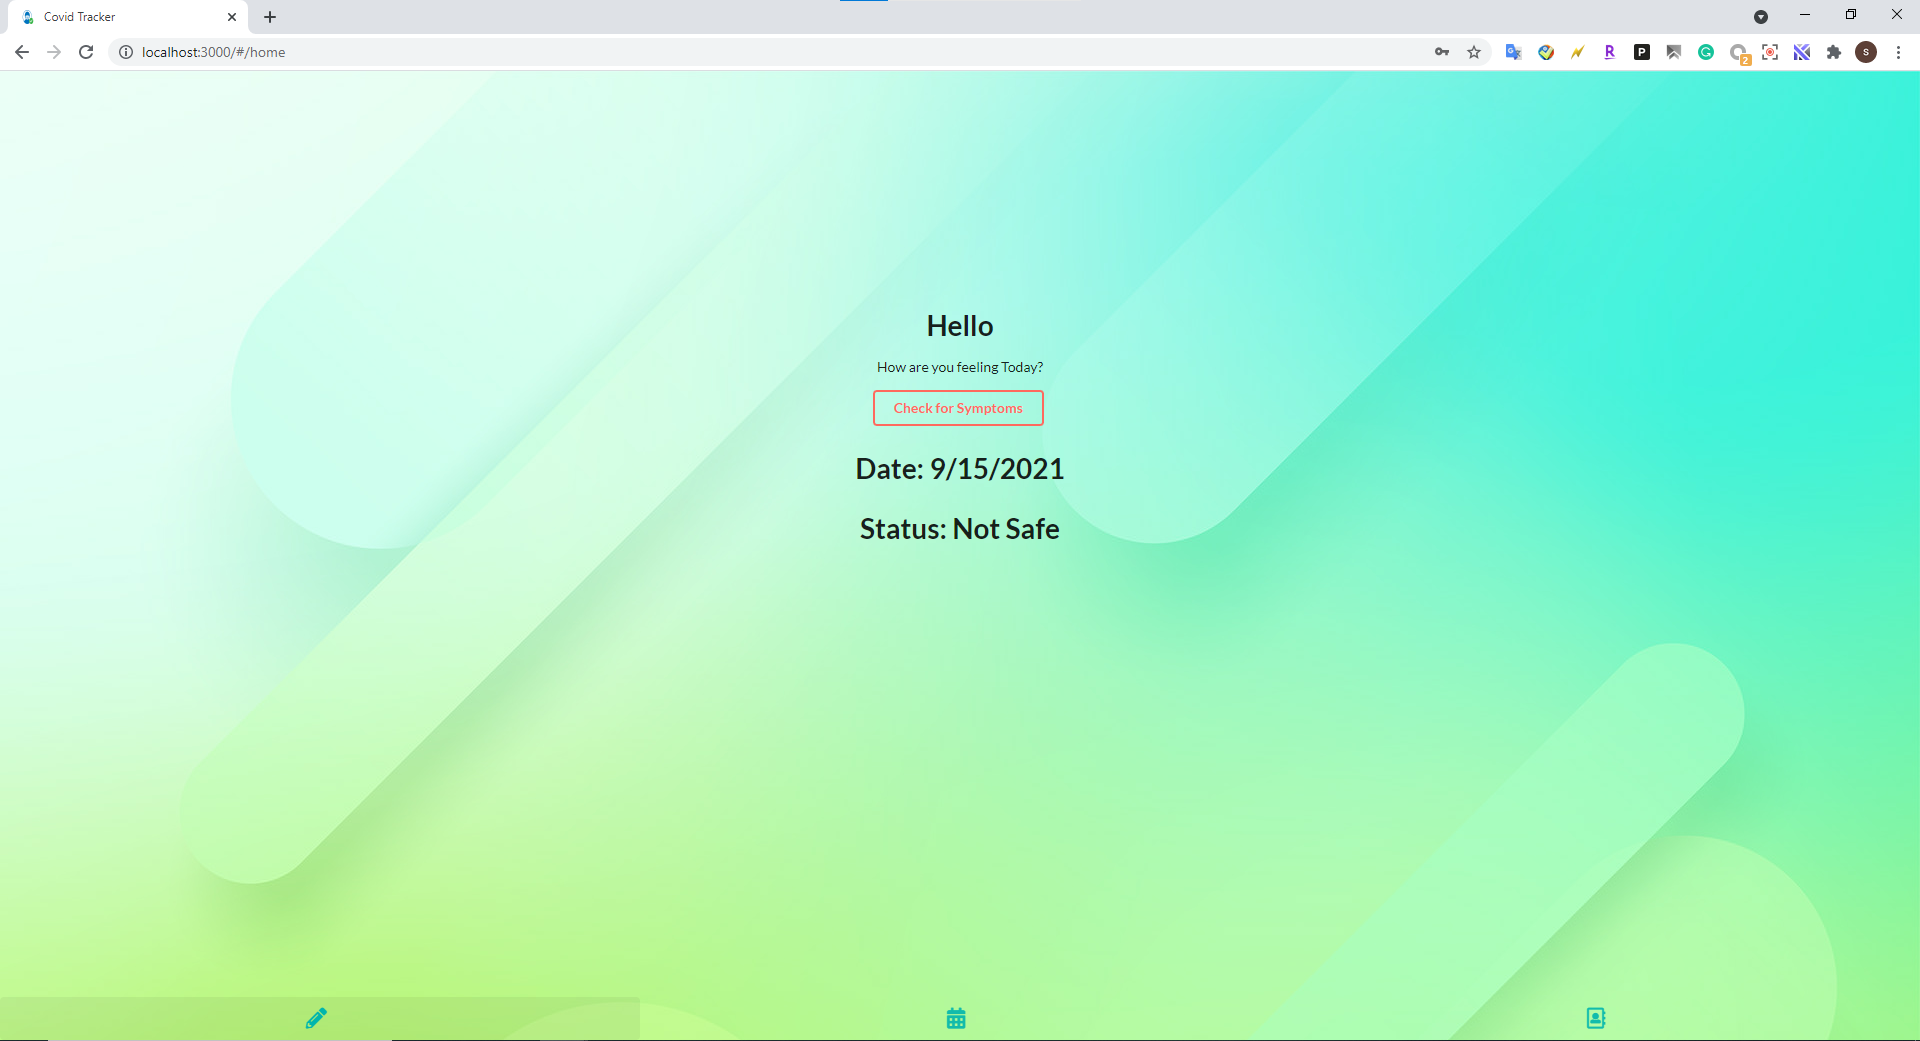 Covid Tracker
localhost:3000/#/home
R
P
G
2
S
Hello
How are you feeling Today?
Check for Symptoms
Date: 9/15/2021
Status: Not Safe